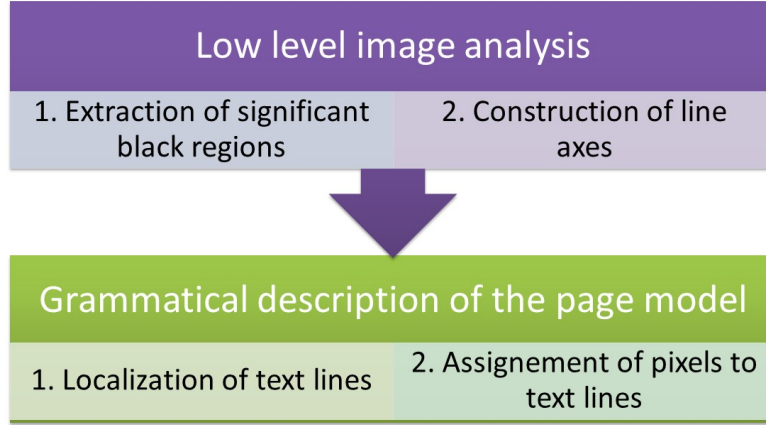 Low level image analysis
1. Extraction of significant
black regions
2. Construction of line
axes
Grammatical description of the page model
1. Localization of text lines
2. Assignement of pixels to
text lines